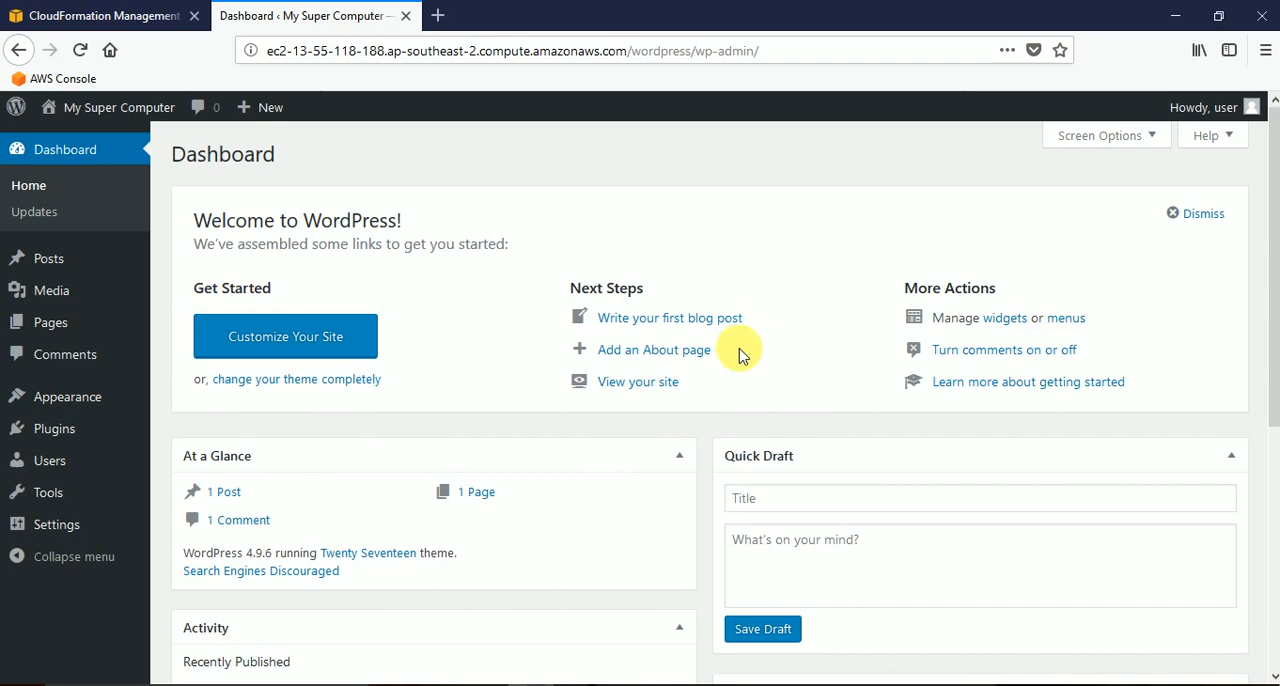 CloudFormation Management
Dashboard ‹ My Super Computer —
ec2-13-55-118-188.ap-southeast-2.compute.amazonaws.com/wordpress/wp-admin/
AWS Console
My Super Computer 0 + New
Howdy, user
Dashboard
Home
Updates
Posts
Media
Pages
Comments
Appearance
Plugins
Users
Tools
Settings
Collapse menu
Screen Options
Help
Dashboard
Welcome to WordPress!
Dismiss
We've assembled some links to get you started:
Get Started
Customize Your Site
or, change your theme completely
Next Steps
Write your first blog post
Add an About page
View your site
More Actions
Manage widgets or menus
Turn comments on or off
Learn more about getting started
At a Glance
1 Post
1 Page
1 Comment
WordPress 4.9.6 running Twenty Seventeen theme.
Search Engines Discouraged
Activity
Recently Published
Quick Draft
Title
What's on your mind?
Save Draft